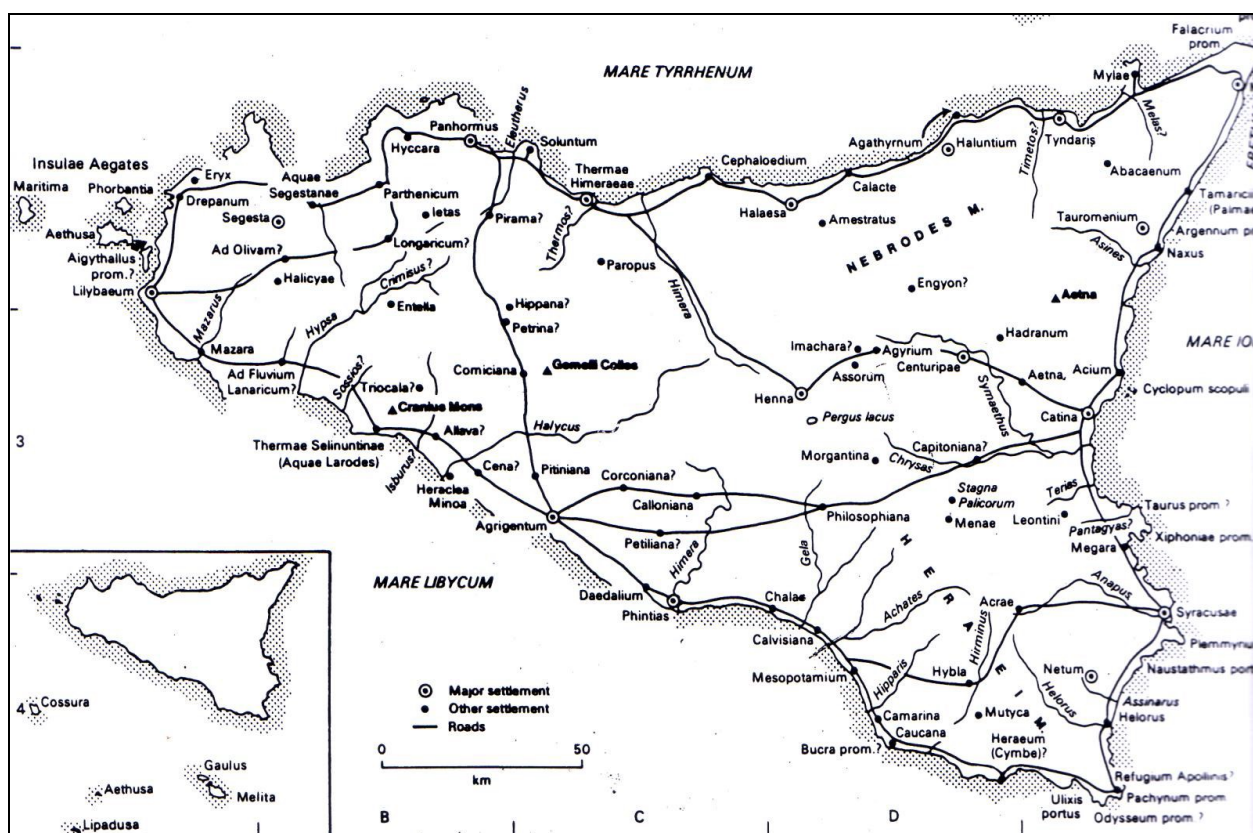 Falacrium
prom.
MARE TYRRHENUM
Mylae
Melas?
Eleutherus
Panhormus
Hyccara
Soluntum
Agathyrnum
Haluntium
Timetos?
Tyndaris
Abacaenum
Insulae Aegates
Maritima
Phorbantia
Eryx
Drepanum
Aquae
Segestanae
Segesta
Parthenicum
Ietas
Pirama?
Thermae
Himeraeae
Thermos?
Cephaloedium
Halaesa
Calacte
Amestratus
Tauromenium
Argennum
Naxus
Asines
Aethusa
Aigythallus
prom.?
Lilybaeum
Ad Olivam?
Longaricum?
Halicyae
Crimisus?
Entella
Paropus
Himera
NEBRODES M.
Engyon?
Aetna
Mazarus
Hypsa
Hippana?
Petrina?
Hadranum
Mazara
Ad Fluvium
Lanaricum?
Sossios?
Triocala?
Comiciana
Gemelli Colles
Imachara?
Assorum
Agyrium
Centuripae
Symaethus
Aetna
Acium
MARE
Cyclopum scopuli
Henna
Pergus lacus
Catina
Cranius Mons
Halycus
Thermae Selinuntinae
(Aquae Larodes)
Allava?
Isburus?
Heraclea
Minoa
Cena?
Pitiniana
Corconiana?
Calloniana
Morgantina
Chrysas
Capitoniana?
Stagna
Palicorum
Menae
Leontini
Terias
Taurus prom.?
Pantagyas?
Xiphoniae prom.
Megara
Agrigentum
Petiliana?
Philosophiana
Gela
Himera
MARE LIBYCUM
Daedalium
Phintias
Chalae
Calvisiana
Achates
HERAEI M.
Acrae
Anapus
Syracusae
Naustathmus
Mesopotamium
Hipparis
Hirminus
Hybla
Netum
Helorus
Assinarus
Helorus
Camarina
Caucana
Bucra prom.?
Mutyca
Heraeum
(Cymbe)?
Refugium Apollinis?
Ulixis
portus
Pachynum prom.
Odysseum prom.?
3
4
B
C
D
Cossura
Gaulus
Aethusa
Melita
Lipadusa
Major settlement
Other settlement
Roads
0 50
km